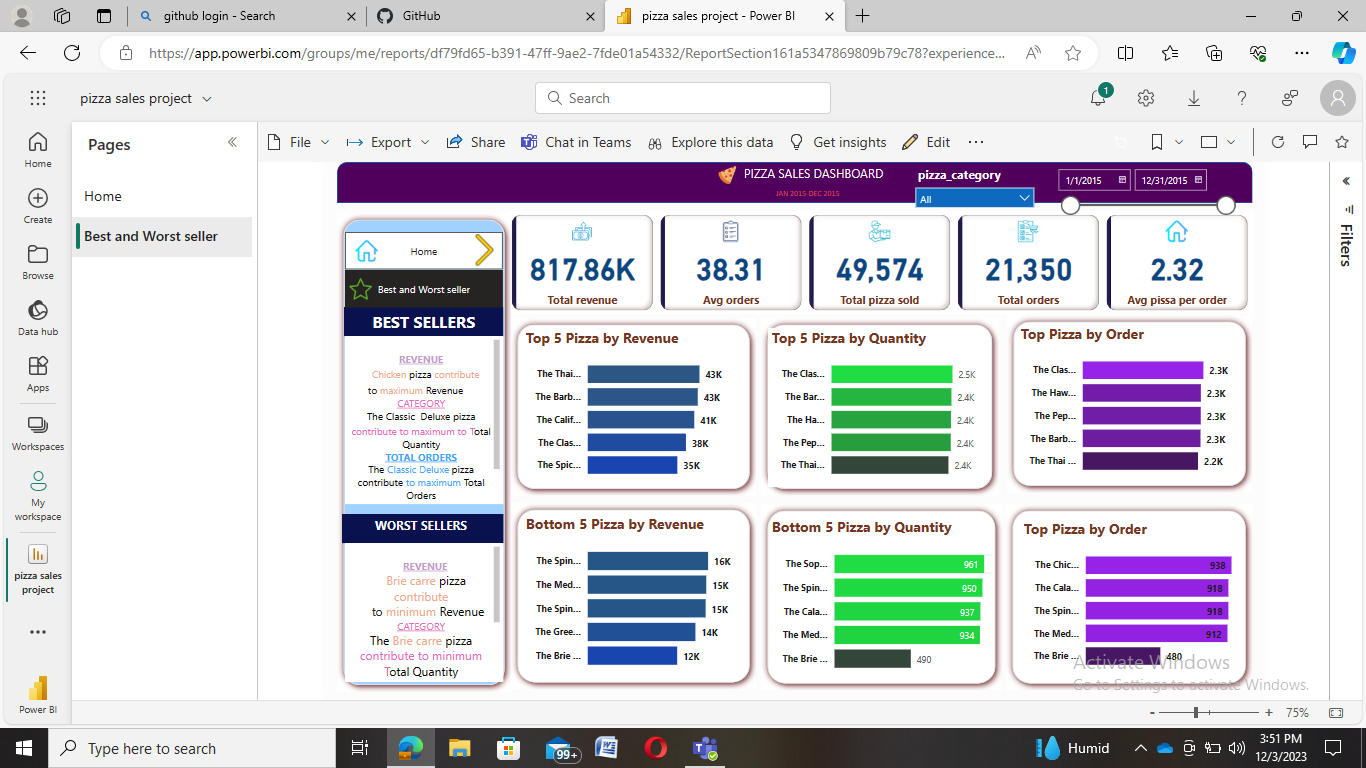 github login - Search
GitHub
pizza sales project - Power BI
https://app.powerbi.com/groups/me/reports/df79fd65-b391-47ff-9ae2-7fde01a54332/ReportSection161a5347869809b79c78?experience...
pizza sales project
Search
1
Home
Create
Browse
Data hub
Apps
Workspaces
My
workspace
pizza sales
project
Power BI
Pages
Home
Best and Worst seller
File
Export
Share
Chat in Teams
Explore this data
Get insights
Edit
PIZZA SALES DASHBOARD
JAN 2015-DEC 2015
pizza_category
All
1/1/2015
12/31/2015
Filters
Home
Best and Worst seller
BEST SELLERS
REVENUE
Chicken pizza contribute
to maximum Revenue
CATEGORY
The Classic Deluxe pizza
contribute to maximum to Total
Quantity
TOTAL ORDERS
The Classic Deluxe pizza
contribute to maximum Total
Orders
WORST SELLERS
REVENUE
Brie carre pizza
contribute
to minimum Revenue
CATEGORY
The Brie carre pizza
contribute to minimum
Total Quantity
817.86K
Total revenue
38.31
Avg orders
49,574
Total pizza sold
21,350
Total orders
2.32
Avg pissa per order
Top 5 Pizza by Revenue
The Thai... 43K
The Barb... 43K
The Calif... 41K
The Clas... 38K
The Spic... 35K
Top 5 Pizza by Quantity
The Clas... 2.5K
The Bar... 2.4K
The Ha... 2.4K
The Pep... 2.4K
The Thai... 2.4K
Top Pizza by Order
The Clas... 2.3K
The Haw... 2.3K
The Pep... 2.3K
The Barb... 2.3K
The Thai ... 2.2K
Bottom 5 Pizza by Revenue
The Spin... 16K
The Med... 15K
The Spin... 15K
The Gree... 14K
The Brie ... 12K
Bottom 5 Pizza by Quantity
The Sop... 961
The Spin... 950
The Cala... 937
The Med... 934
The Brie ... 490
Top Pizza by Order
The Chic... 938
The Cala... 918
The Spin... 918
The Med... 912
The Brie ... 480
Activate Windows
Go to Settings to activate Windows.
- + 75%
Type here to search
99+
Humid
3:51 PM
12/3/2023